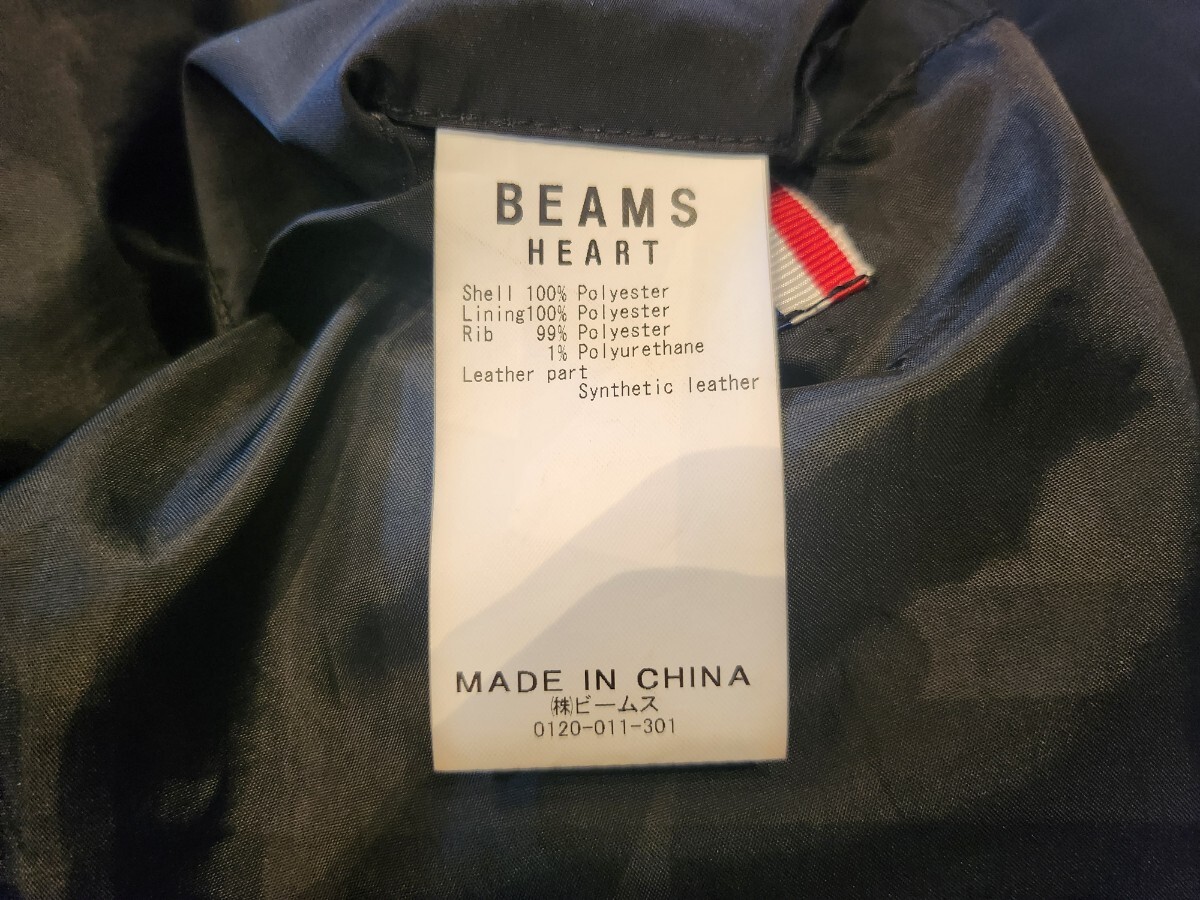 BEAMS
HEART
Shell 100% Polyester
Lining100% Polyester
Rib 99% Polyester
1% Polyurethane
Leather part
Synthetic leather
MADE IN CHINA
㈱ビームス
0120-011-301